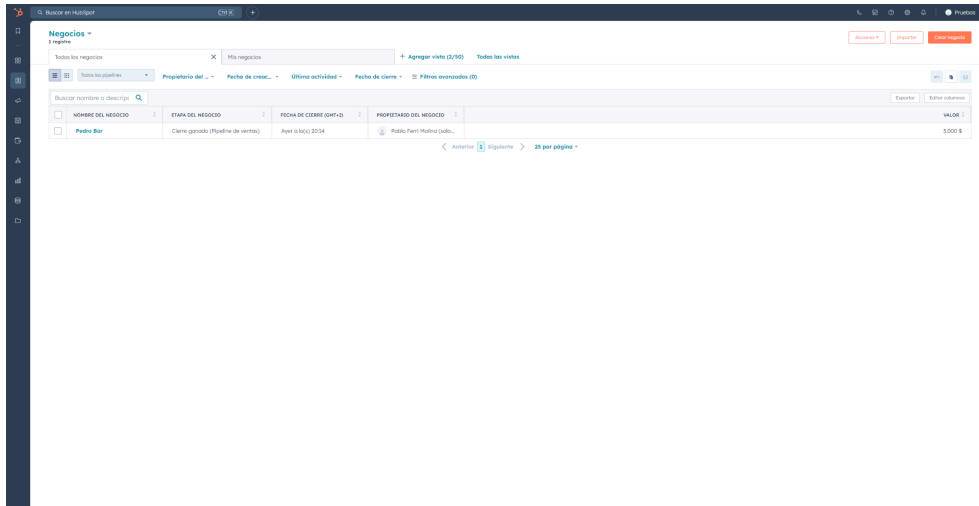 Buscar en HubSpot
Ctrl K
Pruebas
Negocios
1 registro
Acciones
Importar
Crear negocio
Todos los negocios
Mis negocios
+ Agregar vista (2/50)
Todas las vistas
Todos los pipelines
Propietario del ...
Fecha de creac...
Última actividad
Fecha de cierre
Filtros avanzados (0)
Buscar nombre o descripc
Exportar
Editar columnas
NOMBRE DEL NEGOCIO
ETAPA DEL NEGOCIO
FECHA DE CIERRE (GMT+2)
PROPIETARIO DEL NEGOCIO
VALOR
Pedro Bar
Cierre ganado (Pipeline de ventas)
Ayer a la(s) 20:14
Pablo Ferri Molina
3.000 $
Anterior 1 Siguiente
25 por página